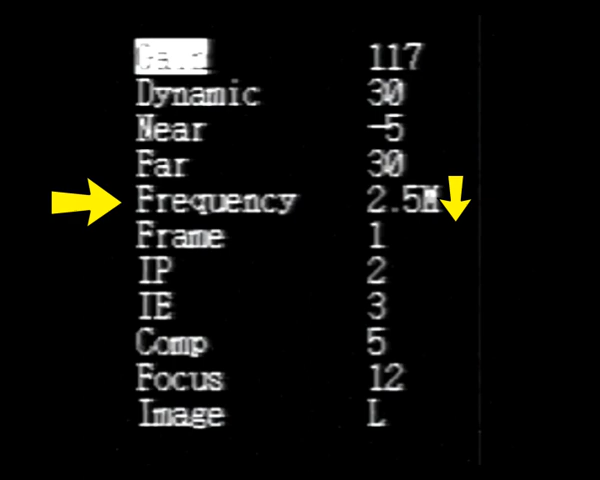 Gain 117
Dynamic 30
Near -5
Far 30
Frequency 2.5M
Frame 1
IP 2
IE 3
Comp 5
Focus 12
Image L